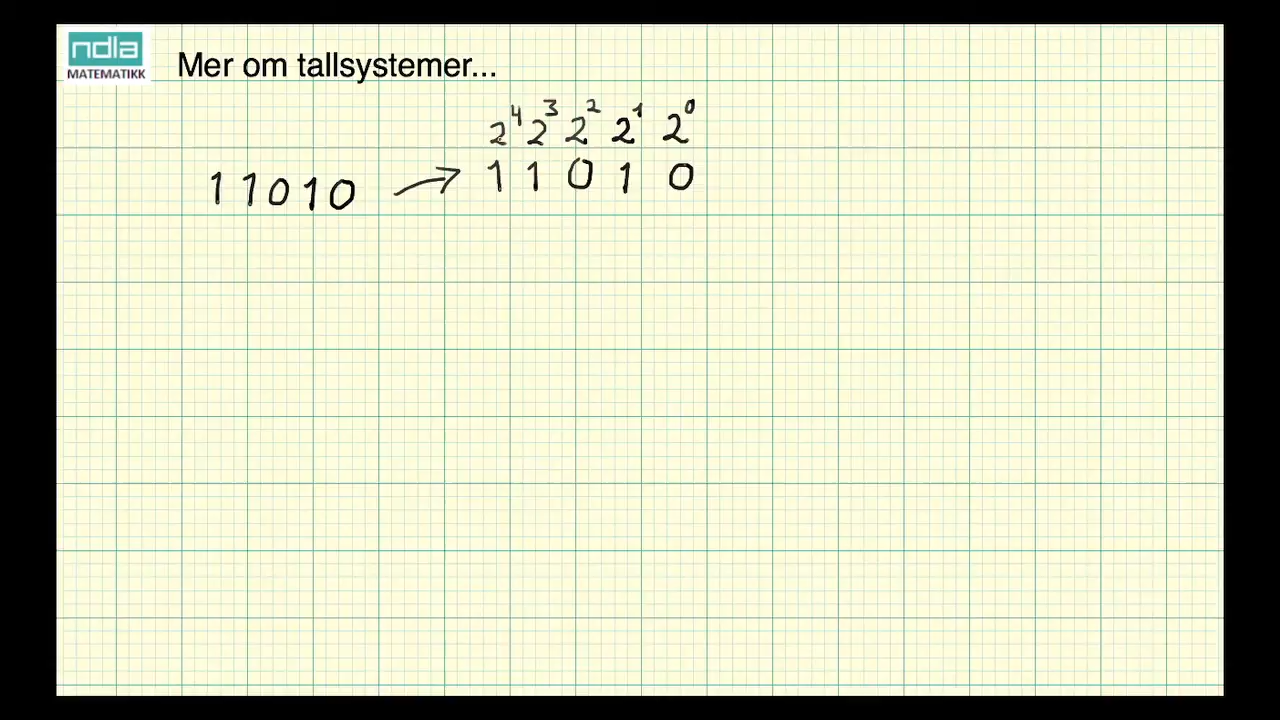 ndla
MATEMATIKK
Mer om tallsystemer...
2⁴ 2³ 2² 2¹ 2⁰
11010 → 1 1 0 1 0